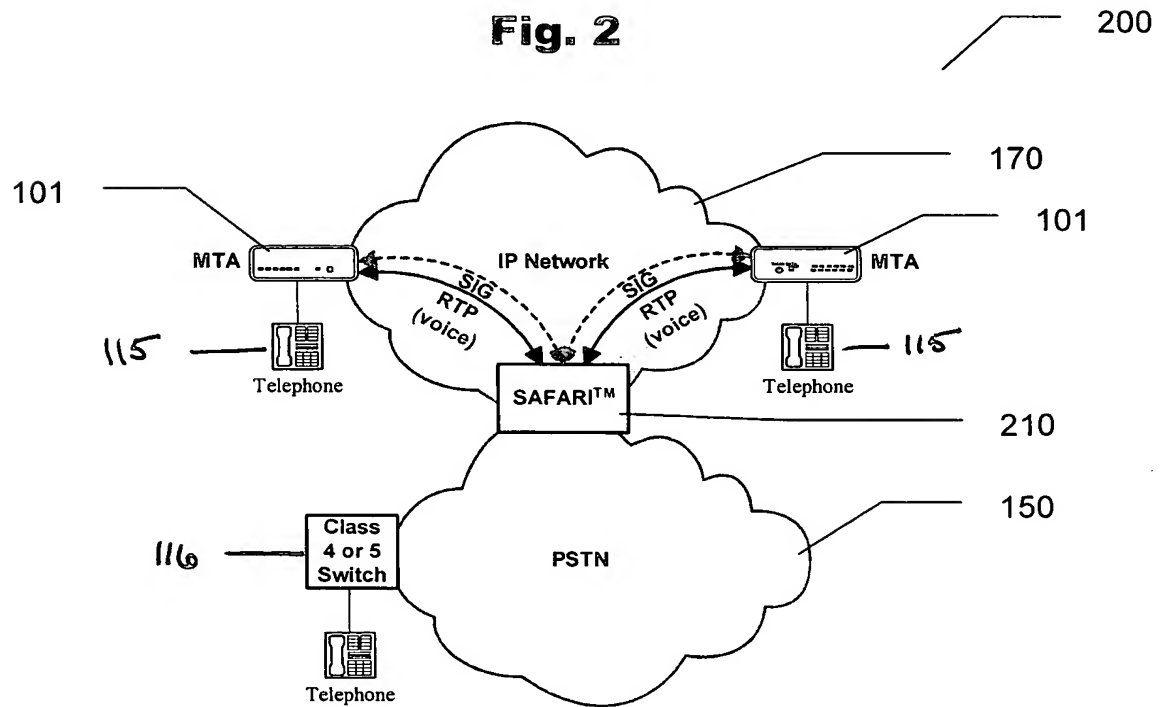 Fig. 2
200
170
101
101
MTA
IP Network
MTA
SIG
SIG
RTP
(voice)
RTP
(voice)
115
115
Telephone
Telephone
SAFARI™
210
150
Class
4 or 5
Switch
116
PSTN
Telephone